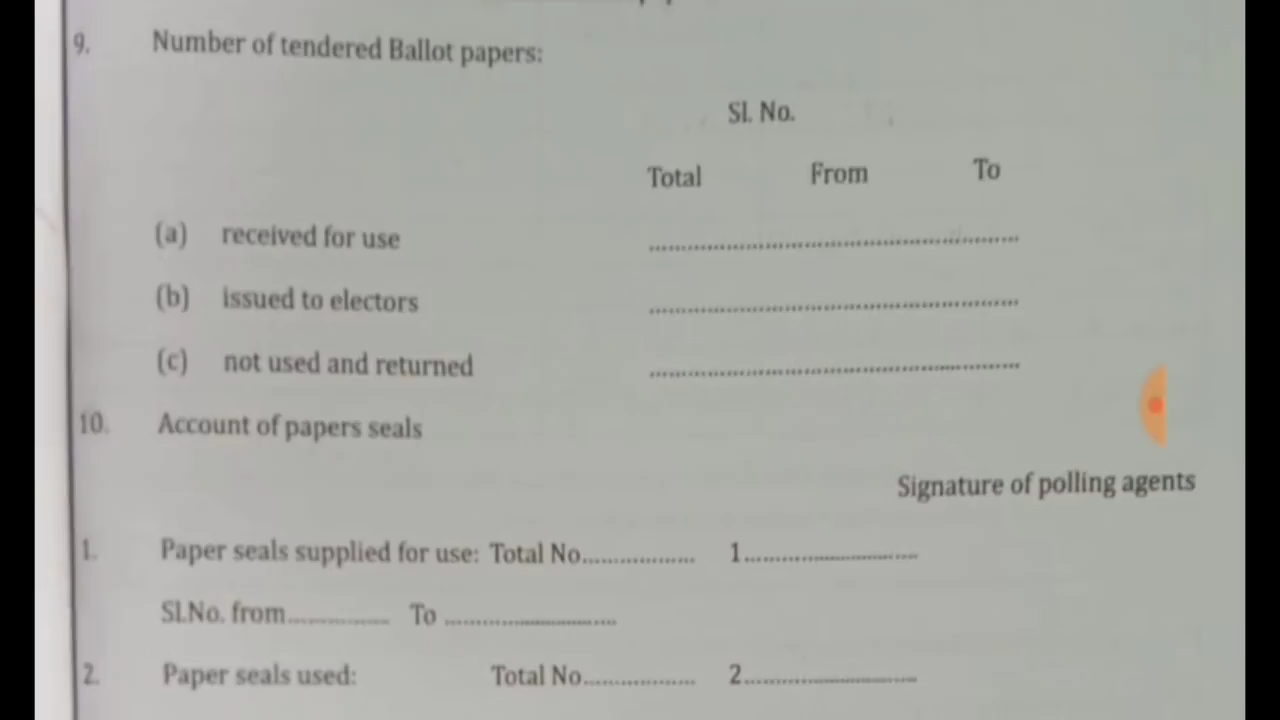 9. Number of tendered Ballot papers:
Sl. No.
Total From To
(a) received for use ........................................
(b) issued to electors ........................................
(c) not used and returned ........................................
10. Account of papers seals
Signature of polling agents
1. Paper seals supplied for use: Total No................. 1..............................
Sl.No. from................ To ..............................
2. Paper seals used: Total No................. 2..............................